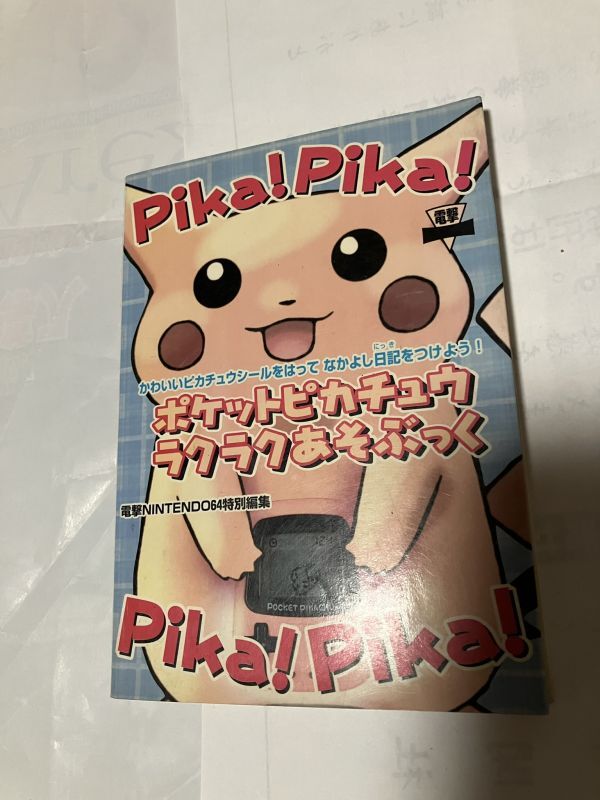 Pika! Pika!
電撃
かわいいピカチュウシールをはって なかよし日記をつけよう!
にっき
ポケットピカチュウ
ラクラクあそぶっく
電撃NINTENDO64特別編集
POCKET PIKACHU
Pika! Pika!